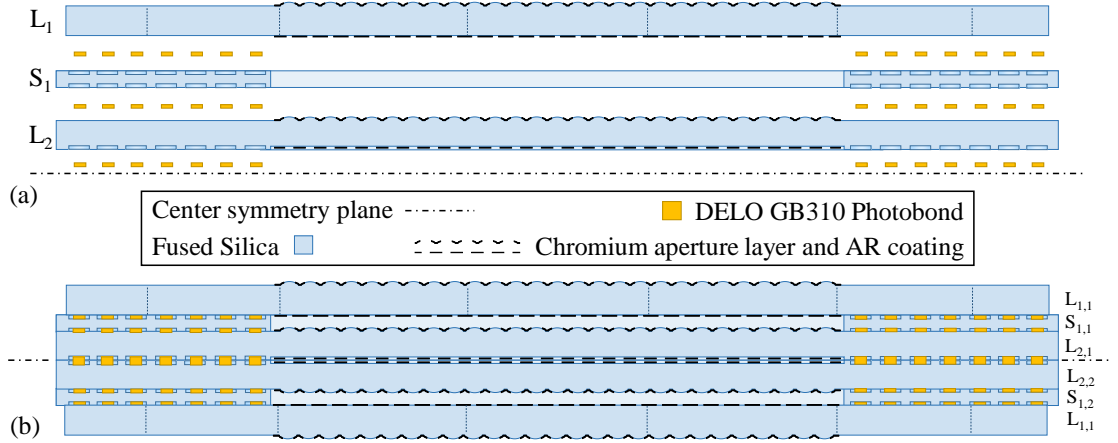 L1
S1
L2
(a)
Center symmetry plane
DELO GB310 Photobond
Fused Silica
Chromium aperture layer and AR coating
L1,1
S1,1
L2,1
L2,2
S1,2
L1,1
(b)